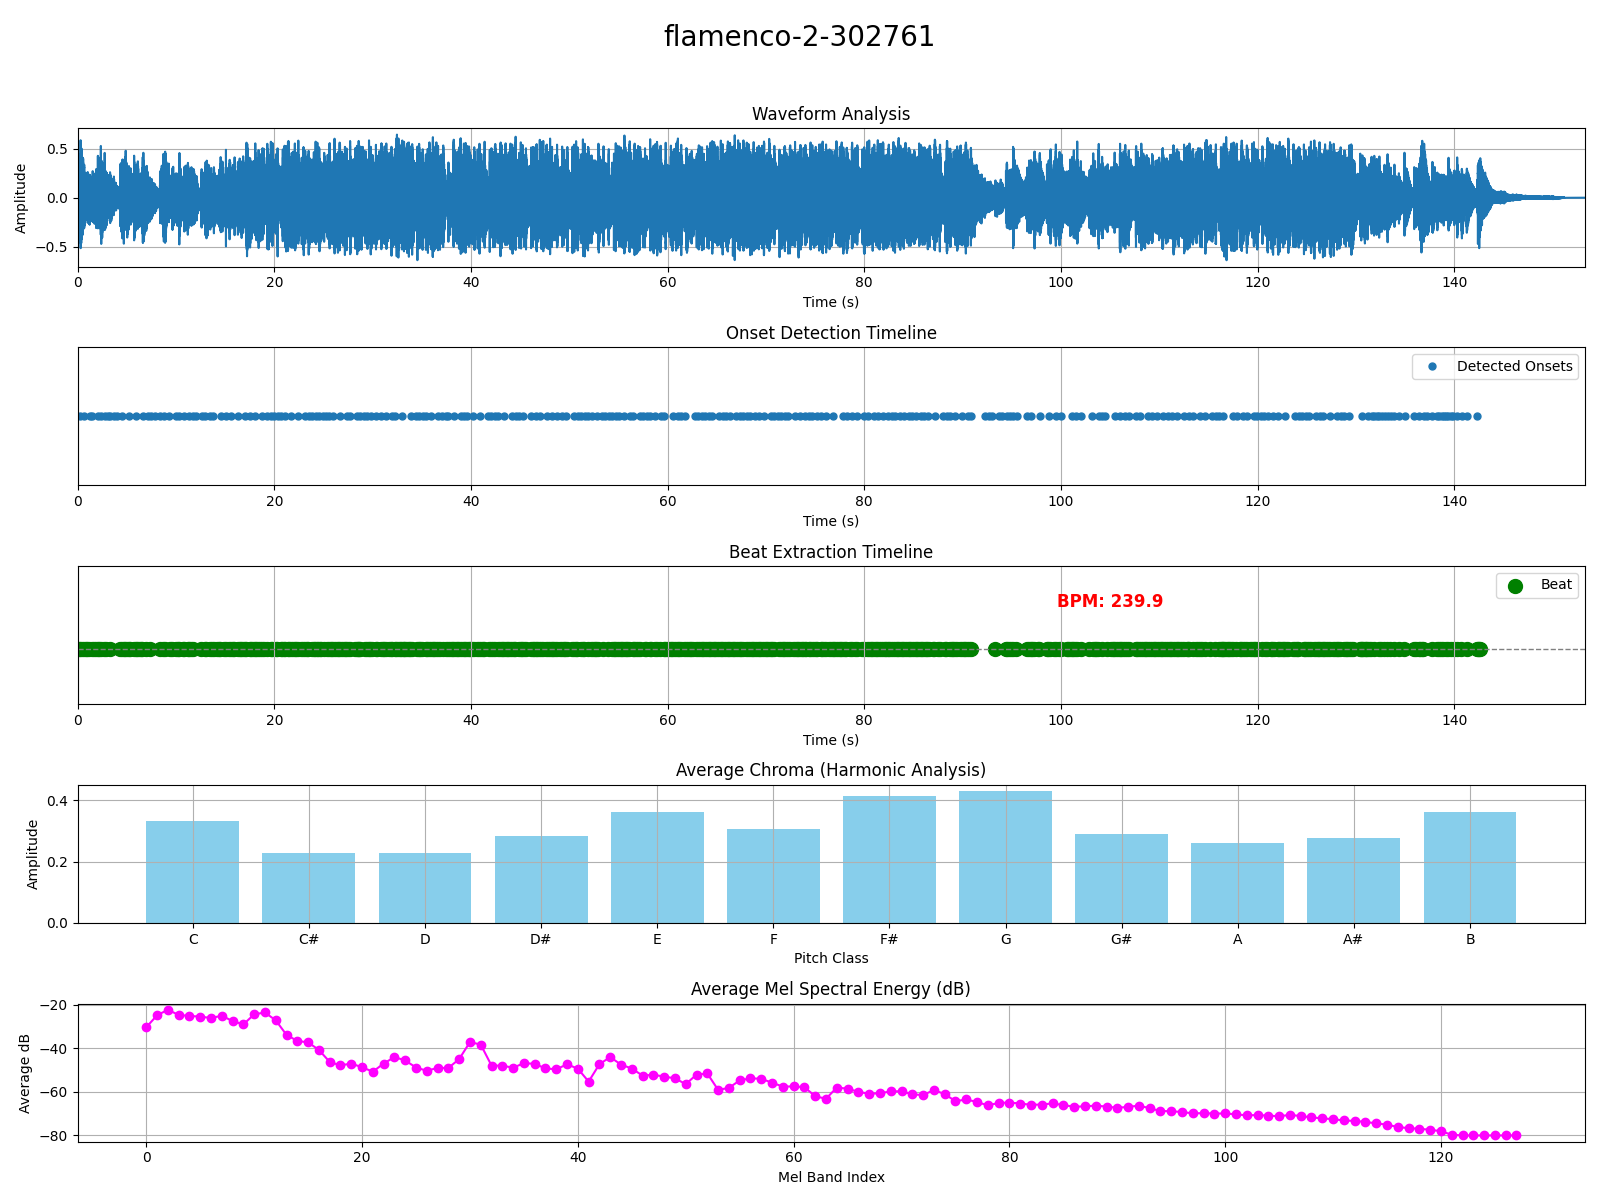 flamenco-2-302761
Waveform Analysis
Amplitude
0.5
0.0
−0.5
0 20 40 60 80 100 120 140
Time (s)
Onset Detection Timeline
Detected Onsets
0 20 40 60 80 100 120 140
Time (s)
Beat Extraction Timeline
Beat
BPM: 239.9
0 20 40 60 80 100 120 140
Time (s)
Average Chroma (Harmonic Analysis)
Amplitude
0.4
0.2
0.0
C C# D D# E F F# G G# A A# B
Pitch Class
Average Mel Spectral Energy (dB)
Average dB
−20
−40
−60
−80
0 20 40 60 80 100 120
Mel Band Index